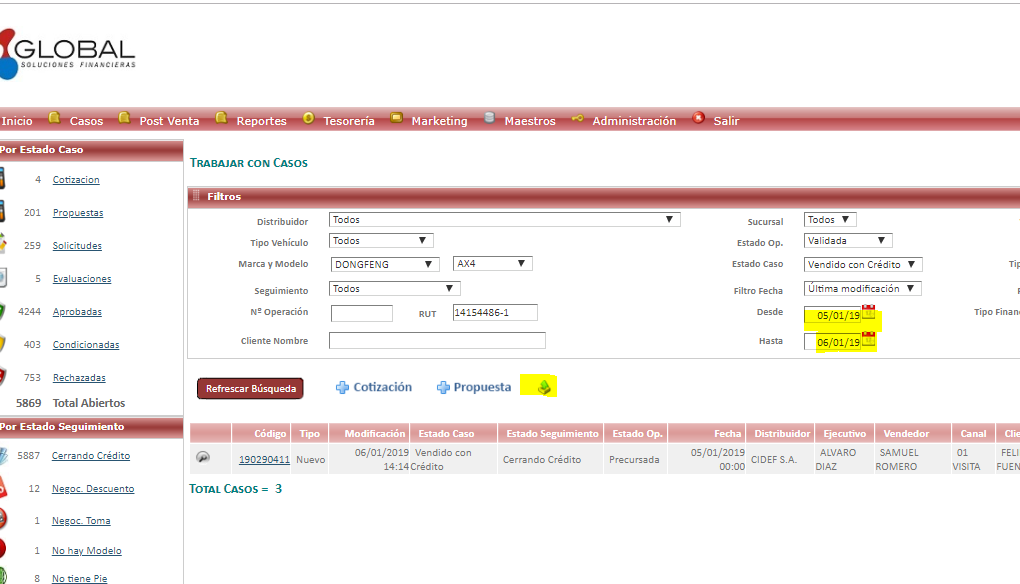 GLOBAL
SOLUCIONES FINANCIERAS
Inicio Casos Post Venta Reportes Tesorería Marketing Maestros Administración Salir
Por Estado Caso
4 Cotizacion
201 Propuestas
259 Solicitudes
5 Evaluaciones
4244 Aprobadas
403 Condicionadas
753 Rechazadas
5869 Total Abiertos
Por Estado Seguimiento
5887 Cerrando Crédito
12 Negoc. Descuento
1 Negoc. Toma
1 No hay Modelo
8 No tiene Pie
Trabajar con Casos
Filtros
Distribuidor Todos Sucursal Todos
Tipo Vehículo Todos Estado Op. Validada
Marca y Modelo DONGFENG AX4 Estado Caso Vendido con Crédito Tip
Seguimiento Todos Filtro Fecha Última modificación
Nº Operación RUT 14154486-1 Desde 05/01/19 Tipo Finan
Cliente Nombre Hasta 06/01/19
Refrescar Búsqueda Cotización Propuesta
Código Tipo Modificación Estado Caso Estado Seguimiento Estado Op. Fecha Distribuidor Ejecutivo Vendedor Canal Clie
190290411 Nuevo 06/01/2019 14:14 Vendido con Crédito Cerrando Crédito Precursada 05/01/2019 00:00 CIDEF S.A. ALVARO DIAZ SAMUEL ROMERO 01 VISITA FELI FUEN
Total Casos = 3